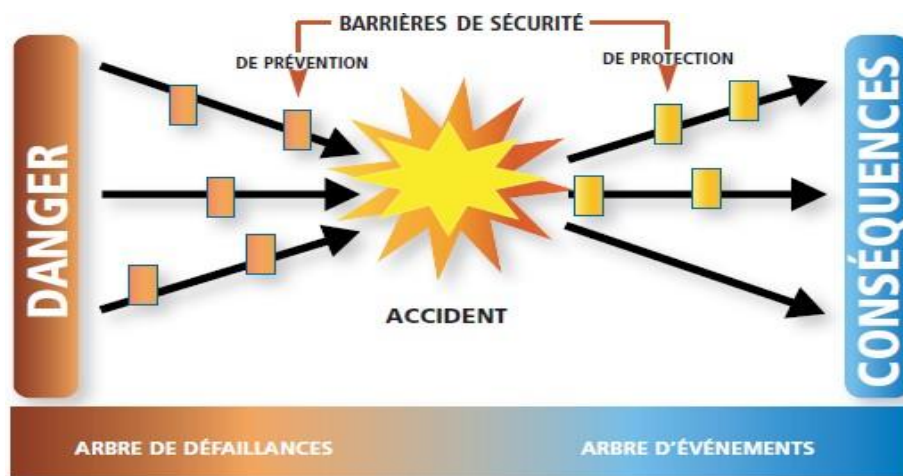 BARRIÈRES DE SÉCURITÉ
DE PRÉVENTION
DE PROTECTION
DANGER
ACCIDENT
CONSÉQUENCES
ARBRE DE DÉFAILLANCES
ARBRE D'ÉVÉNEMENTS